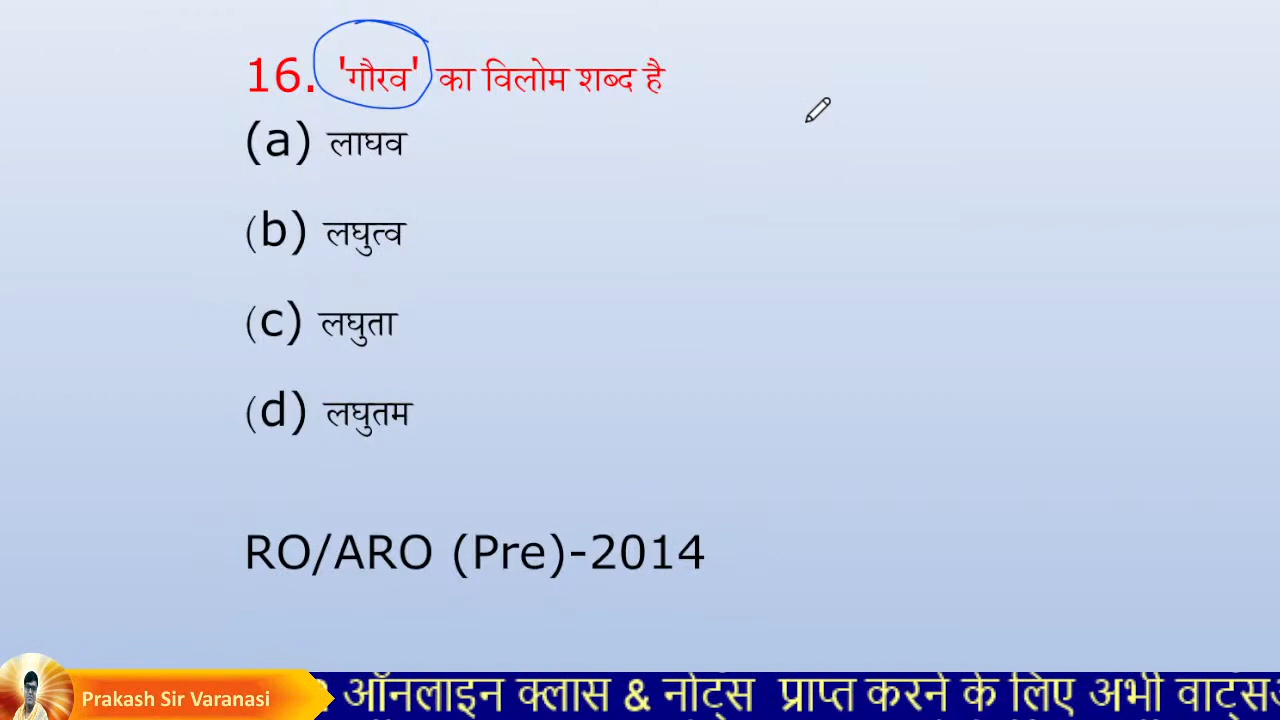 16. 'गौरव' का विलोम शब्द है
(a) लाघव
(b) लघुत्व
(c) लघुता
(d) लघुतम
RO/ARO (Pre)-2014
Prakash Sir Varanasi
ऑनलाइन क्लास & नोट्स प्राप्त करने के लिए अभी